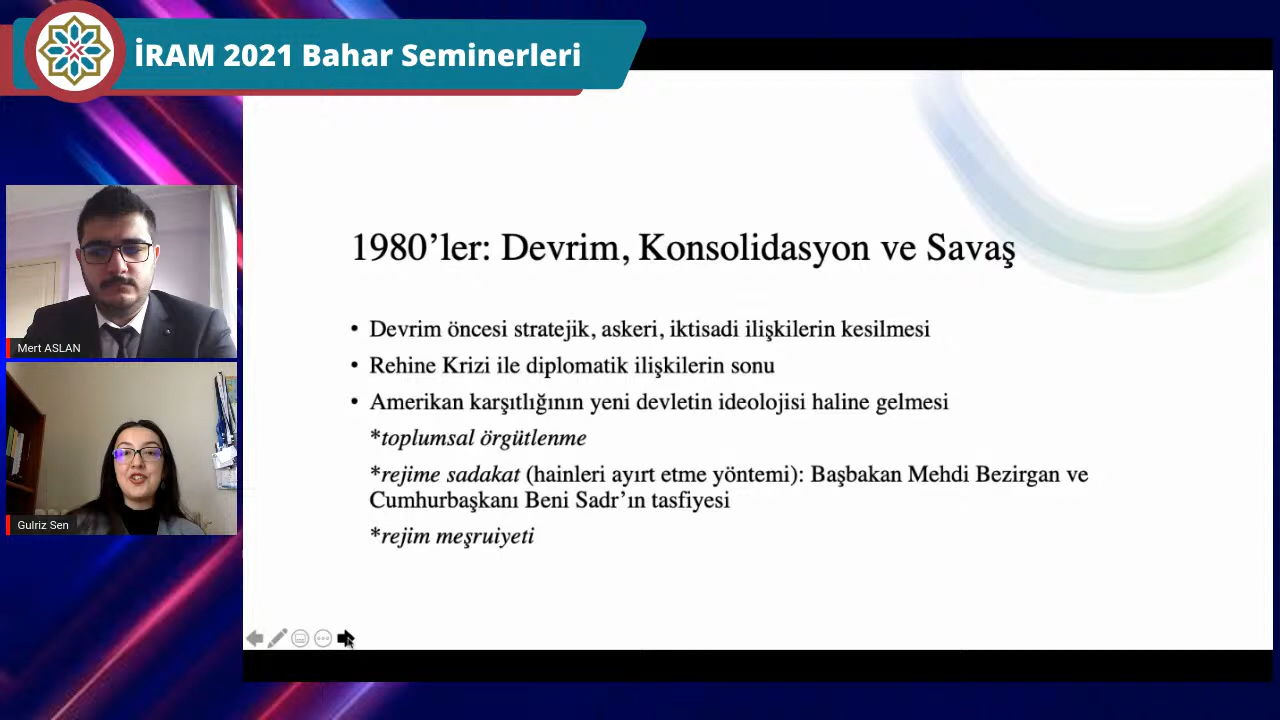 İRAM 2021 Bahar Seminerleri
Mert ASLAN
Gulriz Sen
1980’ler: Devrim, Konsolidasyon ve Savaş
• Devrim öncesi stratejik, askeri, iktisadi ilişkilerin kesilmesi
• Rehine Krizi ile diplomatik ilişkilerin sonu
• Amerikan karşıtlığının yeni devletin ideolojisi haline gelmesi
*toplumsal örgütlenme
*rejime sadakat (hainleri ayırt etme yöntemi): Başbakan Mehdi Bezirgan ve
Cumhurbaşkanı Beni Sadr’ın tasfiyesi
*rejim meşruiyeti